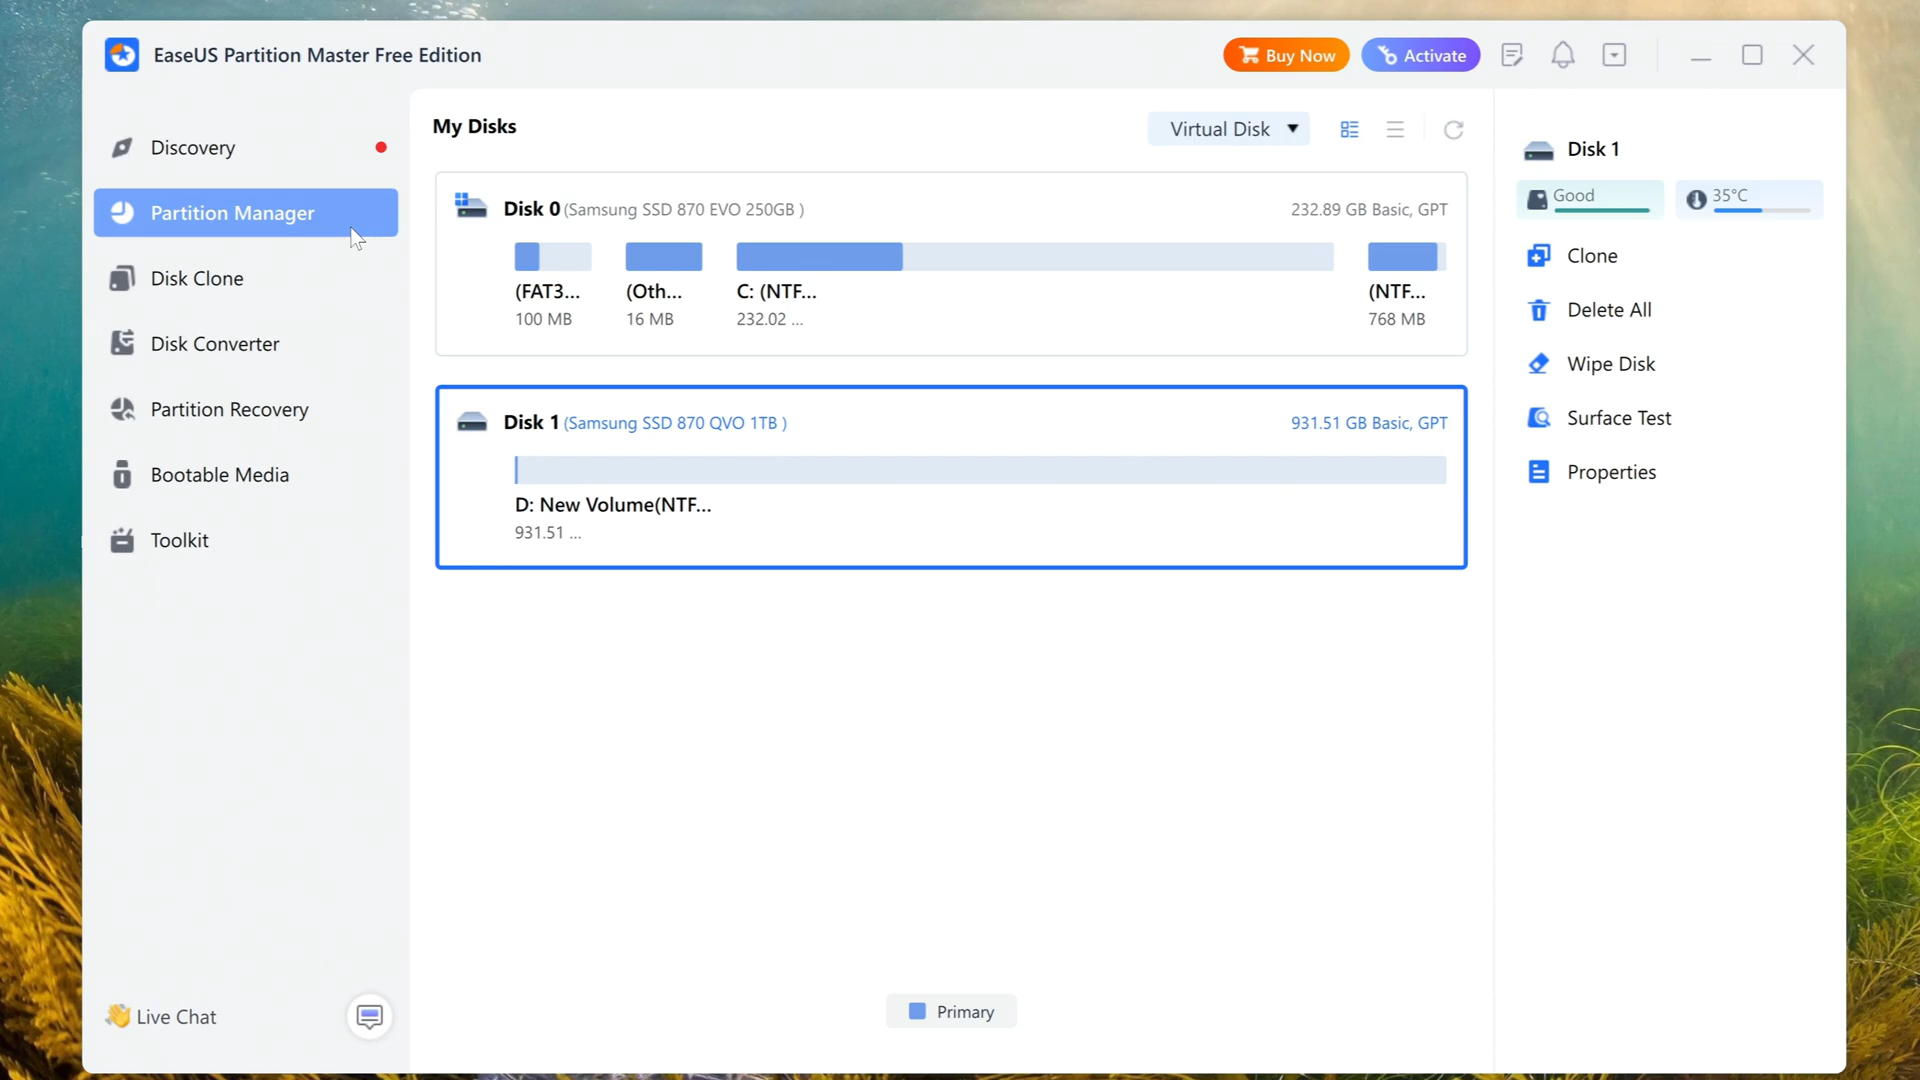 EaseUS Partition Master Free Edition
Buy Now
Activate
Discovery
Partition Manager
Disk Clone
Disk Converter
Partition Recovery
Bootable Media
Toolkit
Live Chat
My Disks
Virtual Disk
Disk 0 (Samsung SSD 870 EVO 250GB )
232.89 GB Basic, GPT
(FAT3... (Oth... C: (NTF... (NTF...
100 MB 16 MB 232.02 ... 768 MB
Disk 1 (Samsung SSD 870 QVO 1TB )
931.51 GB Basic, GPT
D: New Volume(NTF...
931.51 ...
Primary
Disk 1
Good
35°C
Clone
Delete All
Wipe Disk
Surface Test
Properties